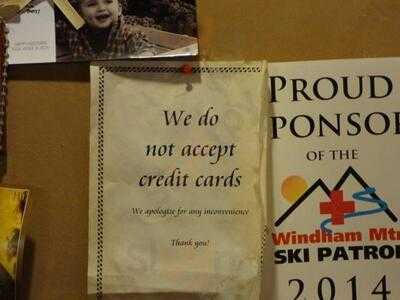 We do
not accept
credit cards
We apologize for any inconvenience
Thank you!
PROUD
PONSOR
OF THE
Windham Mtn
SKI PATROL
2014